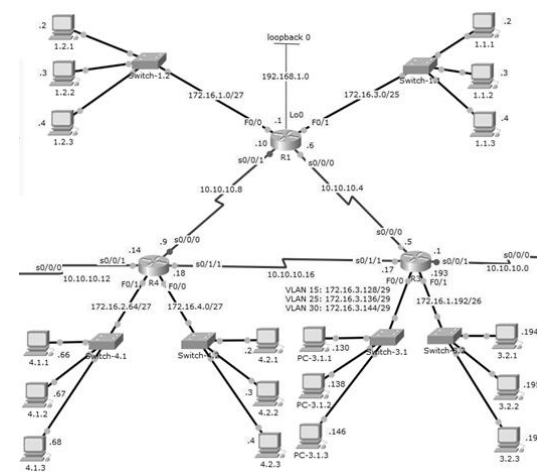 loopback 0
.2
1.2.1
.3
1.2.2
.4
1.2.3
Switch-1.2
172.16.1.0/27
192.168.1.0
172.16.3.0/25
.2
1.1.1
.3
1.1.2
.4
1.1.3
F0/0
.1
Lo0
F0/1
.10
.6
s0/0/1
R1
s0/0/0
10.10.10.8
10.10.10.4
.9
s0/0/0
.14
s0/0/1
s0/0/0
10.10.10.12
R4
.18
s0/1/1
F0/1
F0/0
10.10.10.16
s0/0/0
.5
.1
s0/1/1
.17
s0/0/1
s0/0/0
10.10.10.0
.193
F0/0
F0/1
172.16.2.64/27
172.16.4.0/27
VLAN 15: 172.16.3.128/29
VLAN 25: 172.16.3.136/29
VLAN 30: 172.16.3.144/29
172.16.1.192/26
.66
4.1.1
.67
4.1.2
.68
4.1.3
Switch-4.1
.2
4.2.1
.3
4.2.2
.4
4.2.3
.130
PC-3.1.1
.138
PC-3.1.2
.146
PC-3.1.3
Switch-3.1
.194
3.2.1
3.2.2
3.2.3